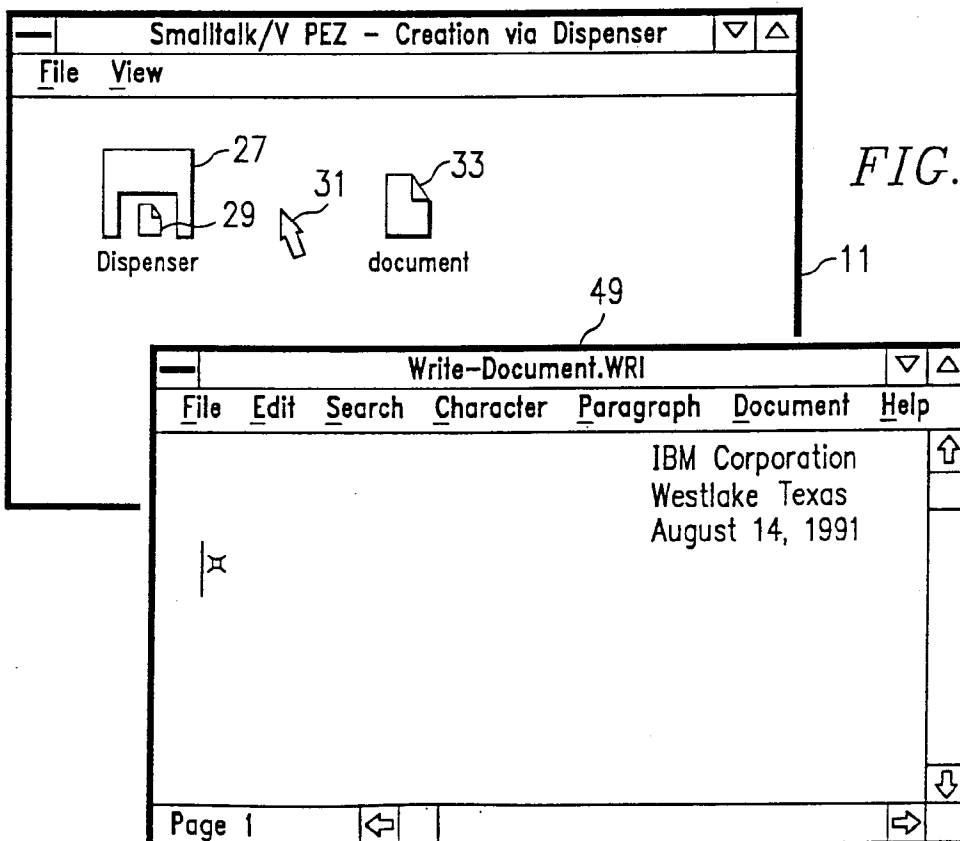 Smalltalk/V PEZ - Creation via Dispenser
File View
27
29
31
33
FIG.
Dispenser
document
11
49
Write-Document.WRI
File Edit Search Character Paragraph Document Help
IBM Corporation
Westlake Texas
August 14, 1991
Page 1